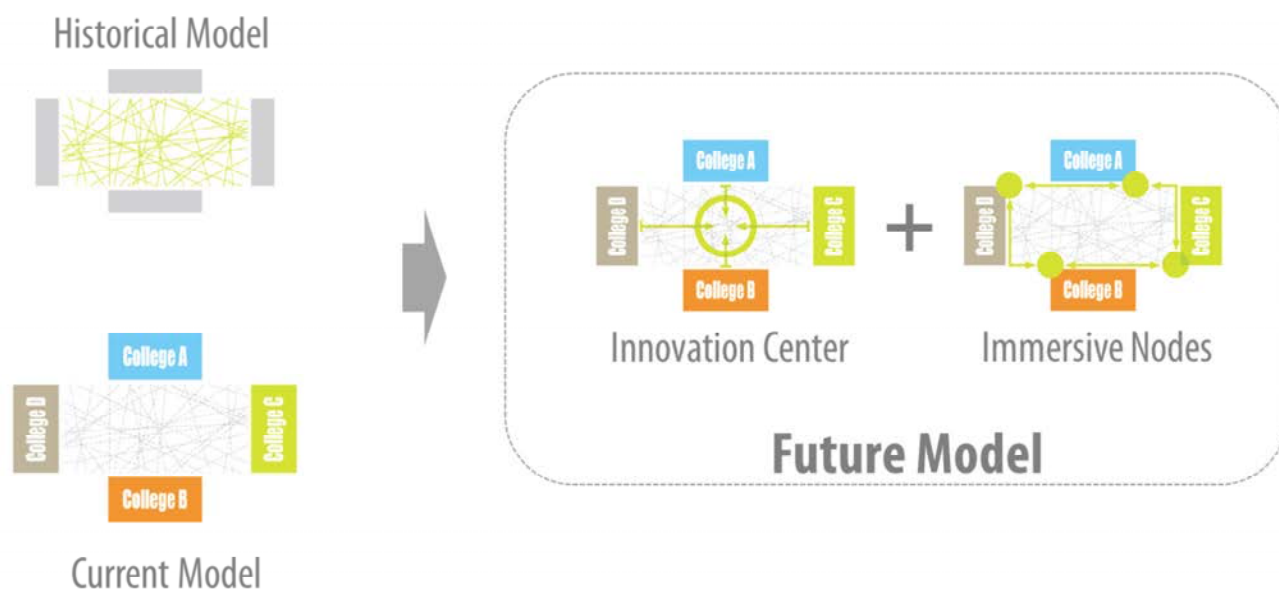 Historical Model
College A
College D
College C
College B
Current Model
College A
College D
College C
College B
Innovation Center
+
College A
College D
College C
College B
Immersive Nodes
Future Model